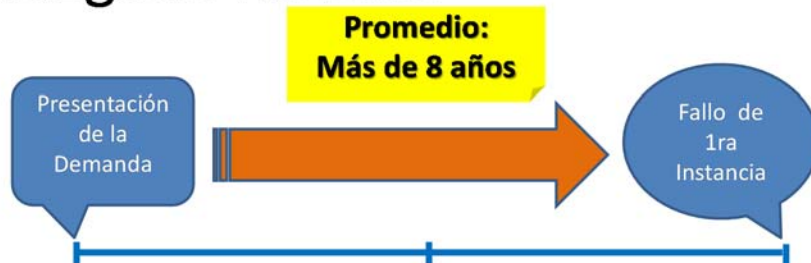 Promedio:
Más de 8 años
Presentación
de la
Demanda
Fallo de
1ra
Instancia